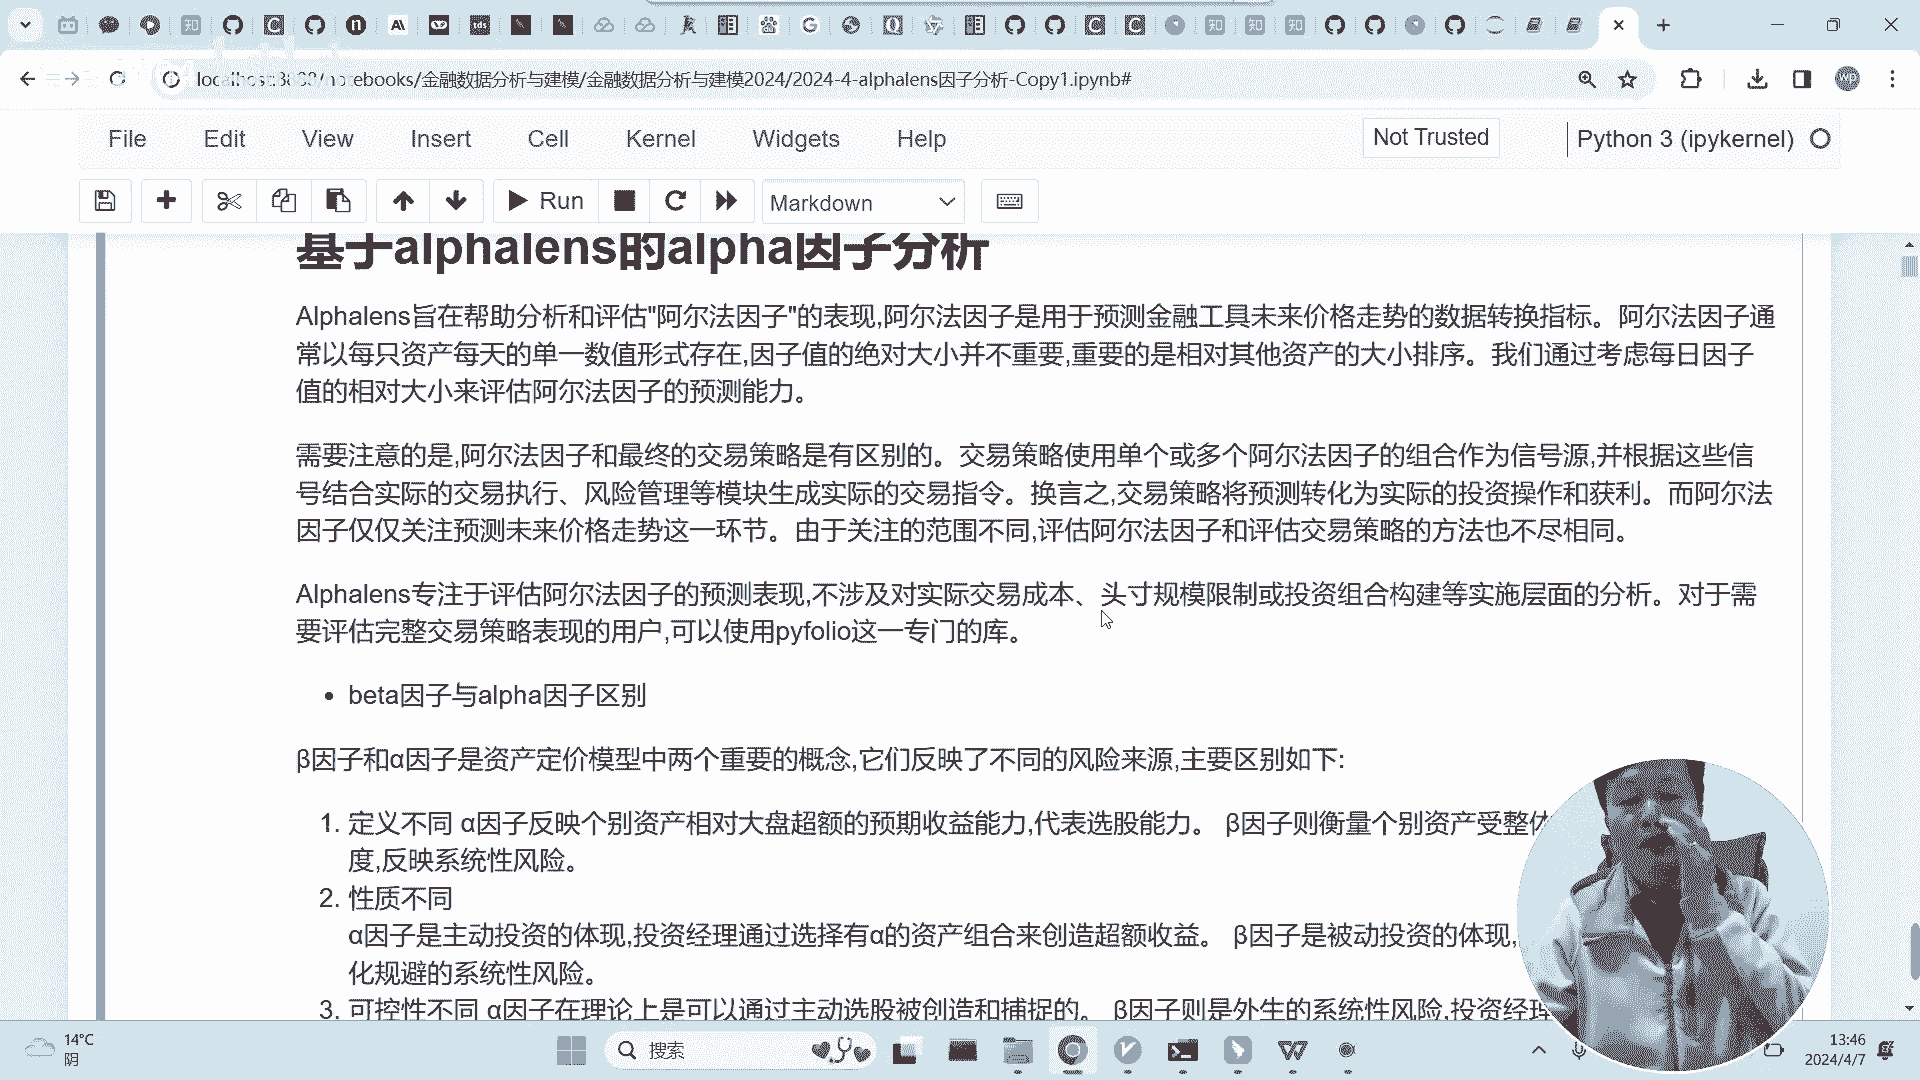 localhost:8888/notebooks/金融数据分析与建模/金融数据分析与建模2024/2024-4-alphalens因子分析-Copy1.ipynb#
File Edit View Insert Cell Kernel Widgets Help Not Trusted Python 3 (ipykernel)
Run Markdown
基于alphalens的alpha因子分析
Alphalens旨在帮助分析和评估"阿尔法因子"的表现,阿尔法因子是用于预测金融工具未来价格走势的数据转换指标。阿尔法因子通
常以每只资产每天的单一数值形式存在,因子值的绝对大小并不重要,重要的是相对其他资产的大小排序。我们通过考虑每日因子
值的相对大小来评估阿尔法因子的预测能力。
需要注意的是,阿尔法因子和最终的交易策略是有区别的。交易策略使用单个或多个阿尔法因子的组合作为信号源,并根据这些信
号结合实际的交易执行、风险管理等模块生成实际的交易指令。换言之,交易策略将预测转化为实际的投资操作和获利。而阿尔法
因子仅仅关注预测未来价格走势这一环节。由于关注的范围不同,评估阿尔法因子和评估交易策略的方法也不尽相同。
Alphalens专注于评估阿尔法因子的预测表现,不涉及对实际交易成本、头寸规模限制或投资组合构建等实施层面的分析。对于需
要评估完整交易策略表现的用户,可以使用pyfolio这一专门的库。
• beta因子与alpha因子区别
β因子和α因子是资产定价模型中两个重要的概念,它们反映了不同的风险来源,主要区别如下:
1. 定义不同 α因子反映个别资产相对大盘超额的预期收益能力,代表选股能力。 β因子则衡量个别资产受整体
度,反映系统性风险。
2. 性质不同
α因子是主动投资的体现,投资经理通过选择有α的资产组合来创造超额收益。 β因子是被动投资的体现,
化规避的系统性风险。
3. 可控性不同 α因子在理论上是可以通过主动选股被创造和捕捉的。 β因子则是外生的系统性风险,投资经理
14°C
阴
搜索
13:46
2024/4/7